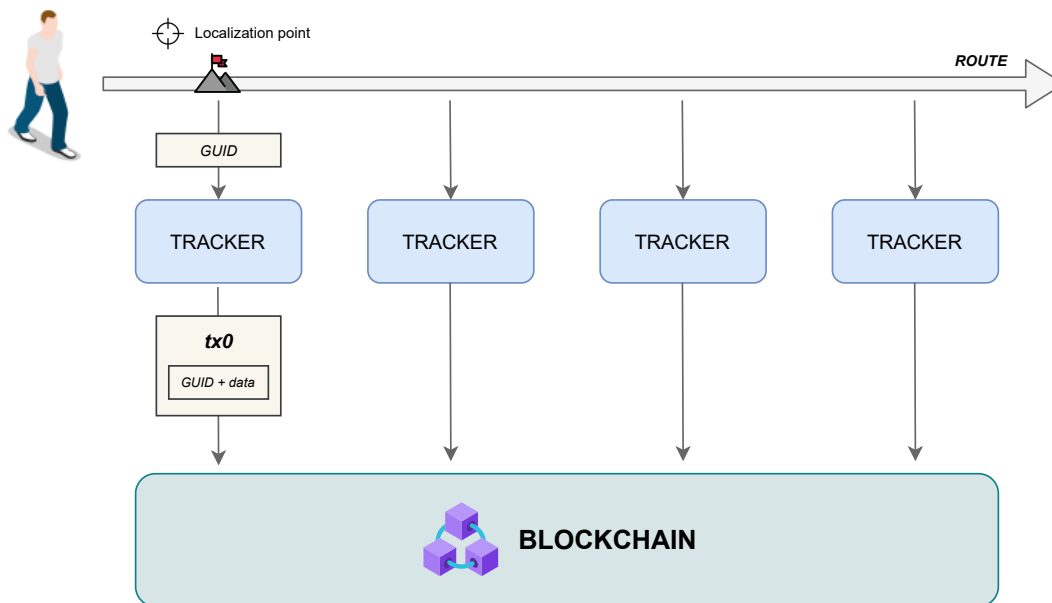 Localization point
ROUTE
GUID
TRACKER
TRACKER
TRACKER
TRACKER
tx0
GUID + data
BLOCKCHAIN